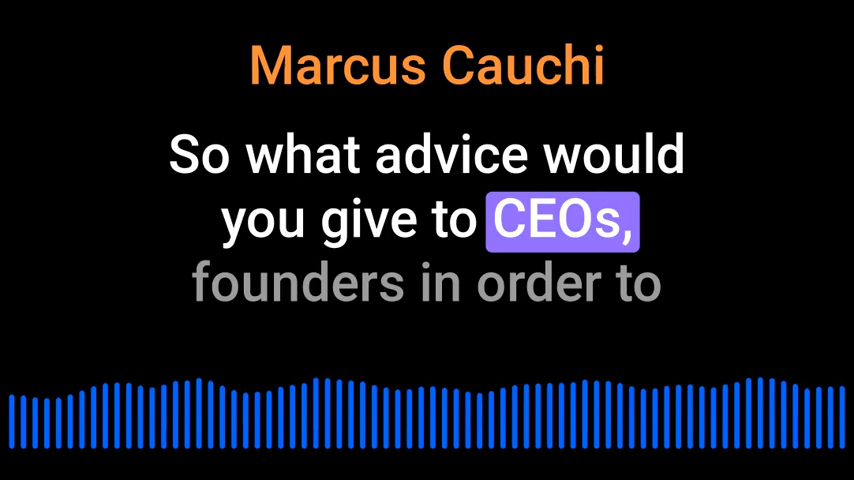 Marcus Cauchi
So what advice would
you give to CEOs,
founders in order to